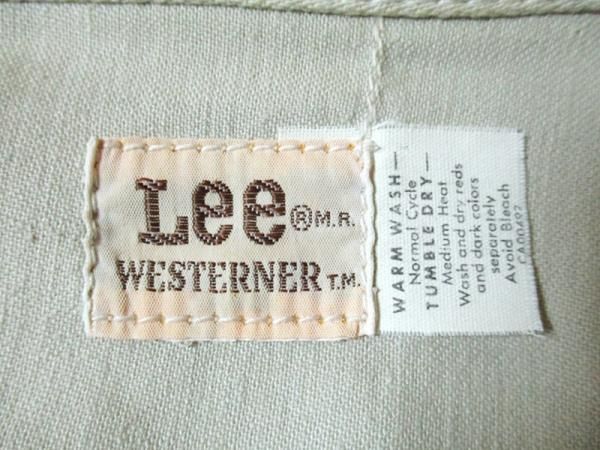 Lee ® M.R.
WESTERNER T.M.
WARM WASH—
Normal Cycle
TUMBLE DRY—
Medium Heat
Wash and dry reds
and dark colors
separately
Avoid Bleach
CA00497